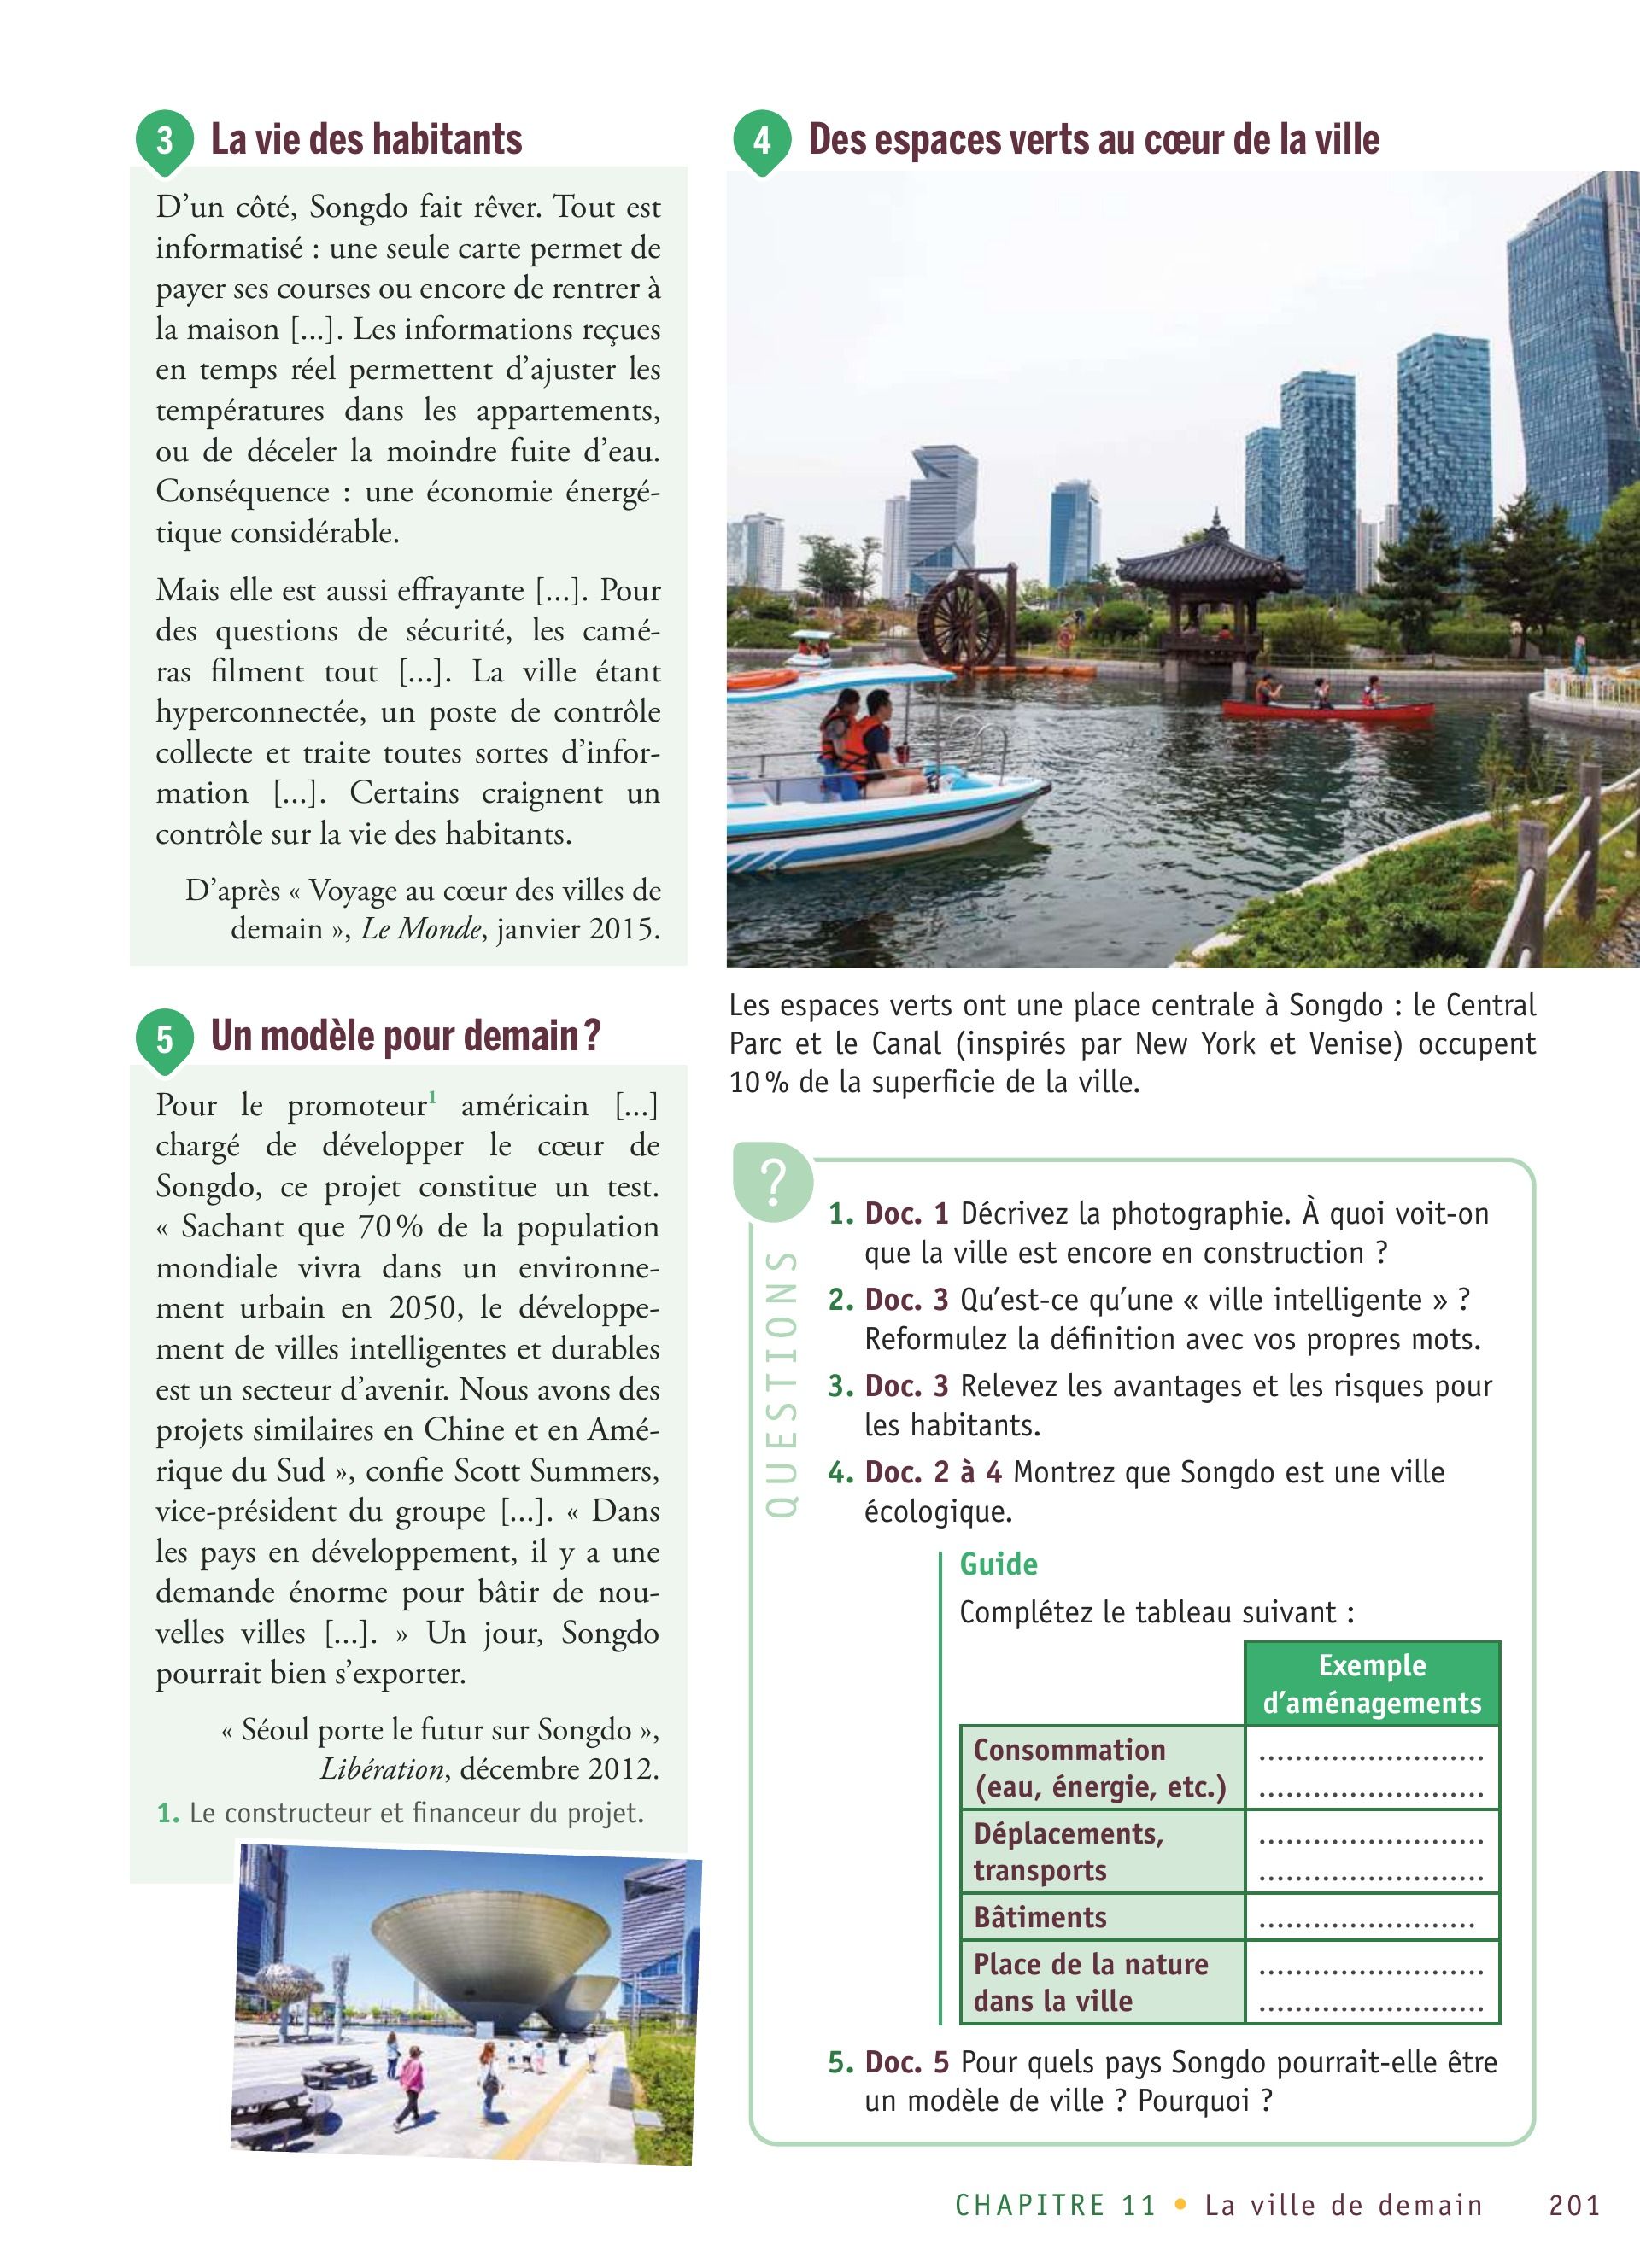 3 La vie des habitants
D'un côté, Songdo fait rêver. Tout est
informatisé : une seule carte permet de
payer ses courses ou encore de rentrer à
la maison [...]. Les informations reçues
en temps réel permettent d'ajuster les
températures dans les appartements,
ou de déceler la moindre fuite d'eau.
Conséquence : une économie énergé-
tique considérable.
Mais elle est aussi effrayante [...]. Pour
des questions de sécurité, les camé-
ras filment tout [...]. La ville étant
hyperconnectée, un poste de contrôle
collecte et traite toutes sortes d'infor-
mation [...]. Certains craignent un
contrôle sur la vie des habitants.
D'après « Voyage au cœur des villes de
demain », Le Monde, janvier 2015.
4 Des espaces verts au cœur de la ville
Les espaces verts ont une place centrale à Songdo : le Central
Parc et le Canal (inspirés par New York et Venise) occupent
10 % de la superficie de la ville.
5 Un modèle pour demain ?
Pour le promoteur1 américain [...]
chargé de développer le cœur de
Songdo, ce projet constitue un test.
« Sachant que 70 % de la population
mondiale vivra dans un environne-
ment urbain en 2050, le développe-
ment de villes intelligentes et durables
est un secteur d'avenir. Nous avons des
projets similaires en Chine et en Amé-
rique du Sud », confie Scott Summers,
vice-président du groupe [...]. « Dans
les pays en développement, il y a une
demande énorme pour bâtir de nou-
velles villes [...]. » Un jour, Songdo
pourrait bien s'exporter.
« Séoul porte le futur sur Songdo »,
Libération, décembre 2012.
1. Le constructeur et financeur du projet.
?
QUESTIONS
1. Doc. 1 Décrivez la photographie. À quoi voit-on
que la ville est encore en construction ?
2. Doc. 3 Qu'est-ce qu'une « ville intelligente » ?
Reformulez la définition avec vos propres mots.
3. Doc. 3 Relevez les avantages et les risques pour
les habitants.
4. Doc. 2 à 4 Montrez que Songdo est une ville
écologique.
Guide
Complétez le tableau suivant :
Exemple
d'aménagements
Consommation .........................
(eau, énergie, etc.) .........................
Déplacements, .........................
transports .........................
Bâtiments ........................
Place de la nature .........................
dans la ville .........................
5. Doc. 5 Pour quels pays Songdo pourrait-elle être
un modèle de ville ? Pourquoi ?
CHAPITRE 11 • La ville de demain 201